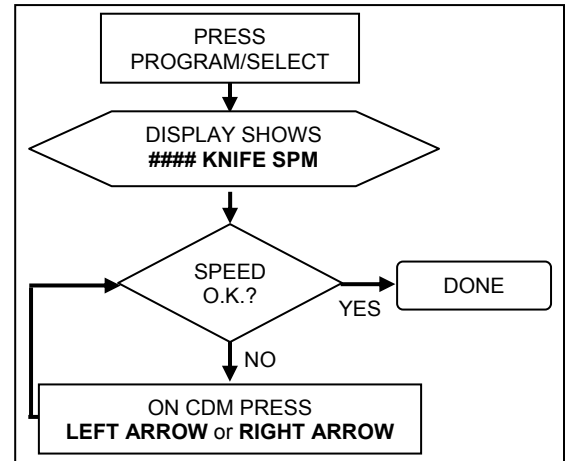 PRESS
PROGRAM/SELECT
DISPLAY SHOWS
#### KNIFE SPM
SPEED
O.K.?
YES
DONE
NO
ON CDM PRESS
LEFT ARROW or RIGHT ARROW